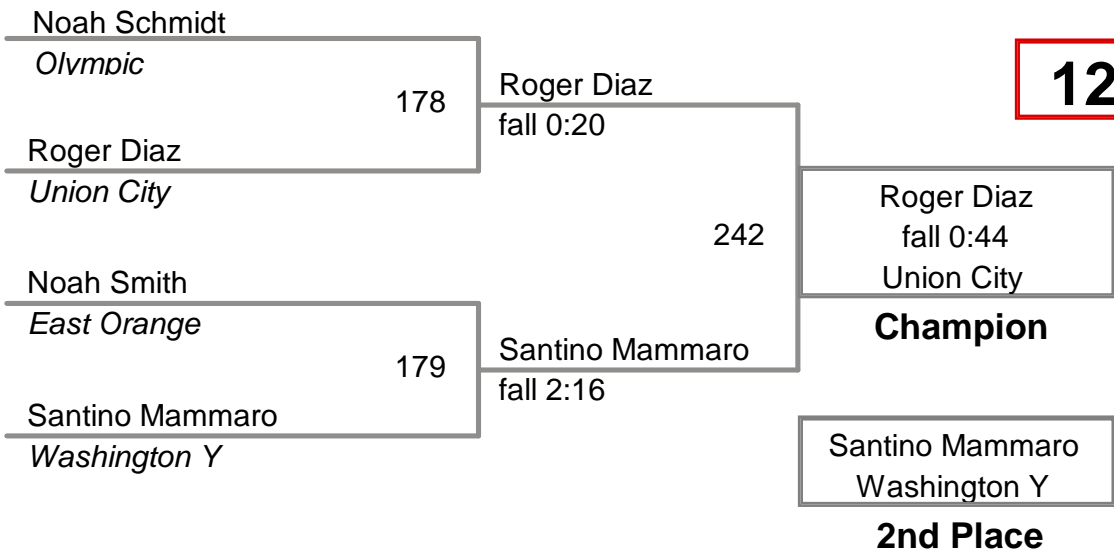 Noah Schmidt
Olympic
178
Roger Diaz
Union City
Roger Diaz
fall 0:20
12
242
Noah Smith
East Orange
179
Santino Mammaro
Washington Y
Santino Mammaro
fall 2:16
Roger Diaz
fall 0:44
Union City
Champion
Santino Mammaro
Washington Y
2nd Place